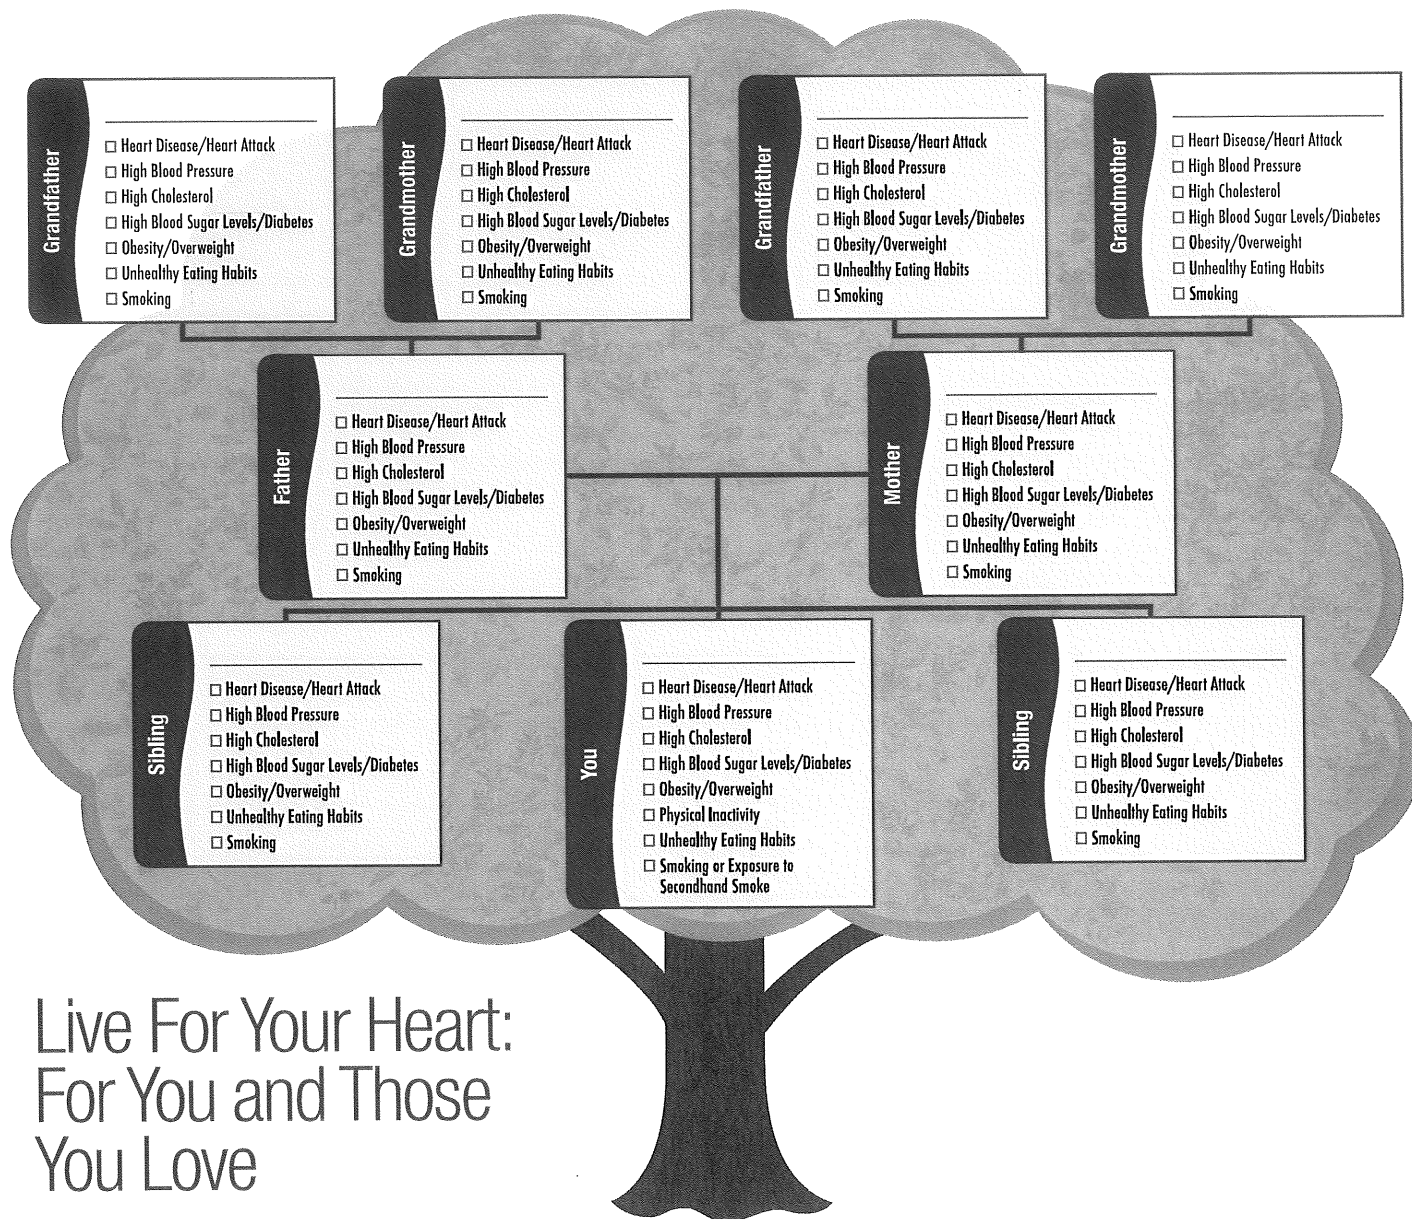 Grandfather
☐ Heart Disease/Heart Attack
☐ High Blood Pressure
☐ High Cholesterol
☐ High Blood Sugar Levels/Diabetes
☐ Obesity/Overweight
☐ Unhealthy Eating Habits
☐ Smoking
Grandmother
☐ Heart Disease/Heart Attack
☐ High Blood Pressure
☐ High Cholesterol
☐ High Blood Sugar Levels/Diabetes
☐ Obesity/Overweight
☐ Unhealthy Eating Habits
☐ Smoking
Grandfather
☐ Heart Disease/Heart Attack
☐ High Blood Pressure
☐ High Cholesterol
☐ High Blood Sugar Levels/Diabetes
☐ Obesity/Overweight
☐ Unhealthy Eating Habits
☐ Smoking
Grandmother
☐ Heart Disease/Heart Attack
☐ High Blood Pressure
☐ High Cholesterol
☐ High Blood Sugar Levels/Diabetes
☐ Obesity/Overweight
☐ Unhealthy Eating Habits
☐ Smoking
Father
☐ Heart Disease/Heart Attack
☐ High Blood Pressure
☐ High Cholesterol
☐ High Blood Sugar Levels/Diabetes
☐ Obesity/Overweight
☐ Unhealthy Eating Habits
☐ Smoking
Mother
☐ Heart Disease/Heart Attack
☐ High Blood Pressure
☐ High Cholesterol
☐ High Blood Sugar Levels/Diabetes
☐ Obesity/Overweight
☐ Unhealthy Eating Habits
☐ Smoking
Sibling
☐ Heart Disease/Heart Attack
☐ High Blood Pressure
☐ High Cholesterol
☐ High Blood Sugar Levels/Diabetes
☐ Obesity/Overweight
☐ Unhealthy Eating Habits
☐ Smoking
You
☐ Heart Disease/Heart Attack
☐ High Blood Pressure
☐ High Cholesterol
☐ High Blood Sugar Levels/Diabetes
☐ Obesity/Overweight
☐ Physical Inactivity
☐ Unhealthy Eating Habits
☐ Smoking or Exposure to
Secondhand Smoke
Sibling
☐ Heart Disease/Heart Attack
☐ High Blood Pressure
☐ High Cholesterol
☐ High Blood Sugar Levels/Diabetes
☐ Obesity/Overweight
☐ Unhealthy Eating Habits
☐ Smoking
Live For Your Heart:
For You and Those
You Love